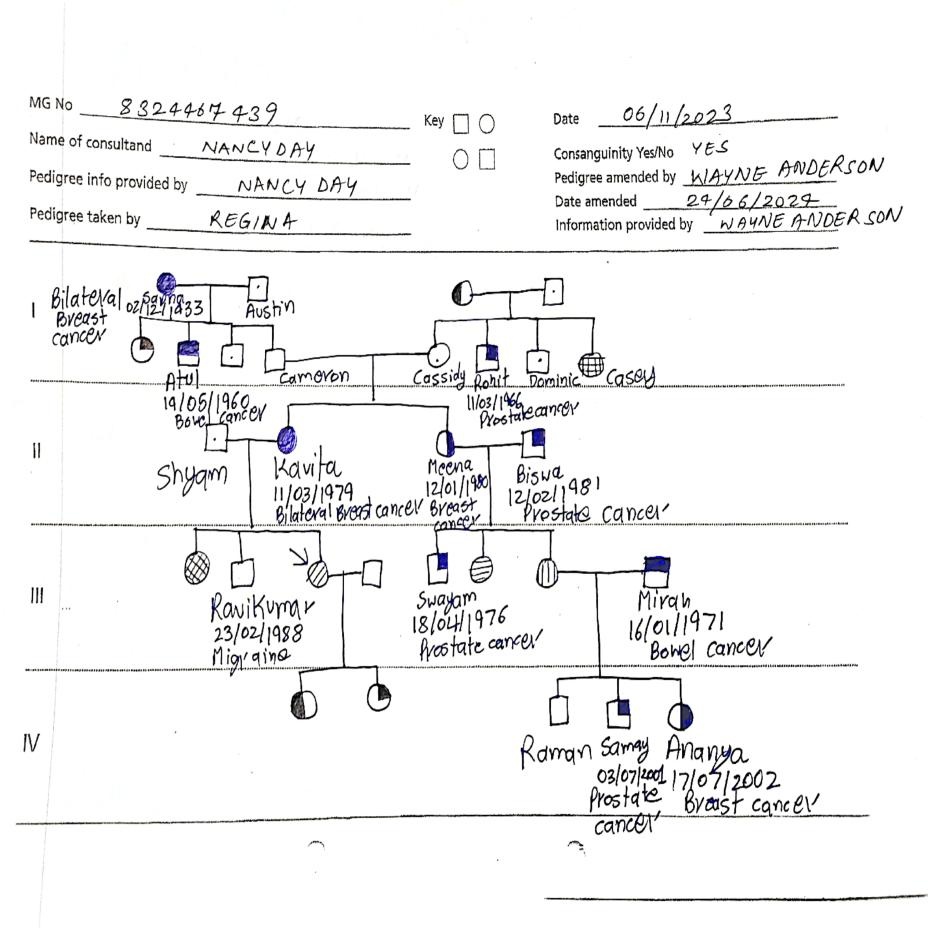 MG No 8324467439
Key
Date 06/11/2023
Name of consultand NANCY DAY
Consanguinity Yes/No YES
Pedigree info provided by NANCY DAY
Pedigree amended by WAYNE ANDERSON
Date amended 24/06/2024
Pedigree taken by REGINA
Information provided by WAYNE ANDERSON
I
Bilateral
Breast
cancer
02/12/1933
Austin
Cameron
Cassidy
Rohit
Dominic
Casey
Atul
19/05/1960
Bowel cancer
11/03/1966
Prostate cancer
II
Shyam
Kavita
11/03/1979
Bilateral Breast cancer
Meena
12/01/1980
Breast
cancer
Biswa
12/02/1981
Prostate cancer
III
Ravikumar
23/02/1988
Migraine
Swayam
18/04/1976
Prostate cancer
Mirah
16/01/1971
Bowel cancer
IV
Raman
Samay
03/07/2001
Prostate
cancer
Ananya
17/07/2002
Breast cancer